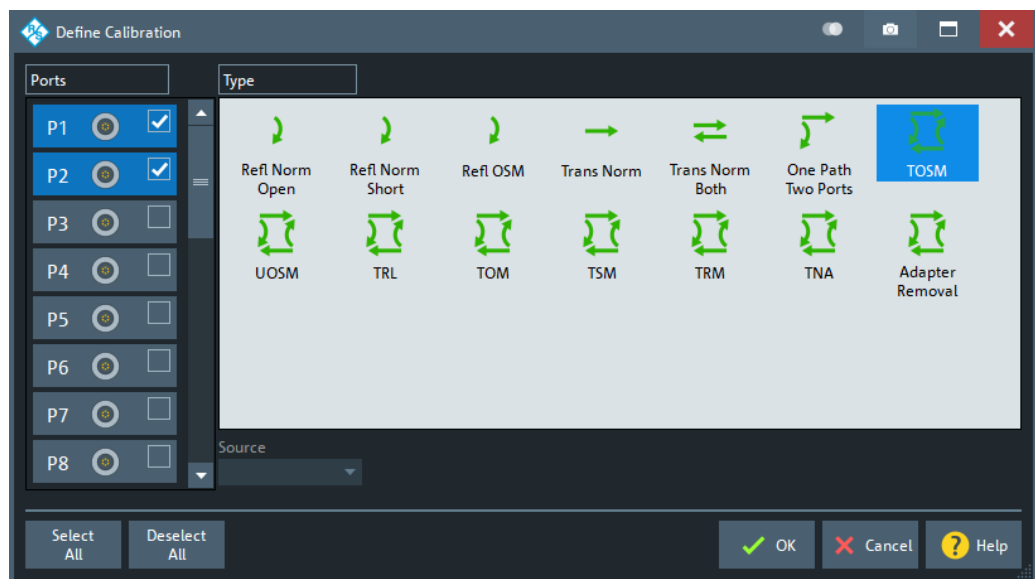 Define Calibration
Ports
Type
P1
P2
P3
P4
P5
P6
P7
P8
Refl Norm
Open
Refl Norm
Short
Refl OSM
Trans Norm
Trans Norm
Both
One Path
Two Ports
TOSM
UOSM
TRL
TOM
TSM
TRM
TNA
Adapter
Removal
Source
Select
All
Deselect
All
OK
Cancel
? Help